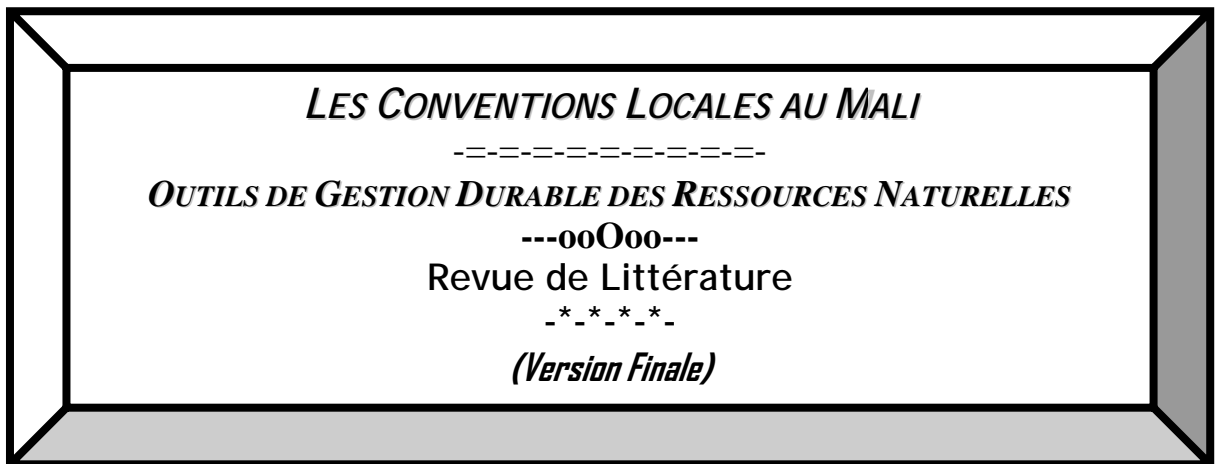 LES CONVENTIONS LOCALES AU MALI
-=-=-=-=-=-=-=-=-=-
OUTILS DE GESTION DURABLE DES RESSOURCES NATURELLES
---ooOoo---
Revue de Littérature
-*-*-*-*-
(Version Finale)